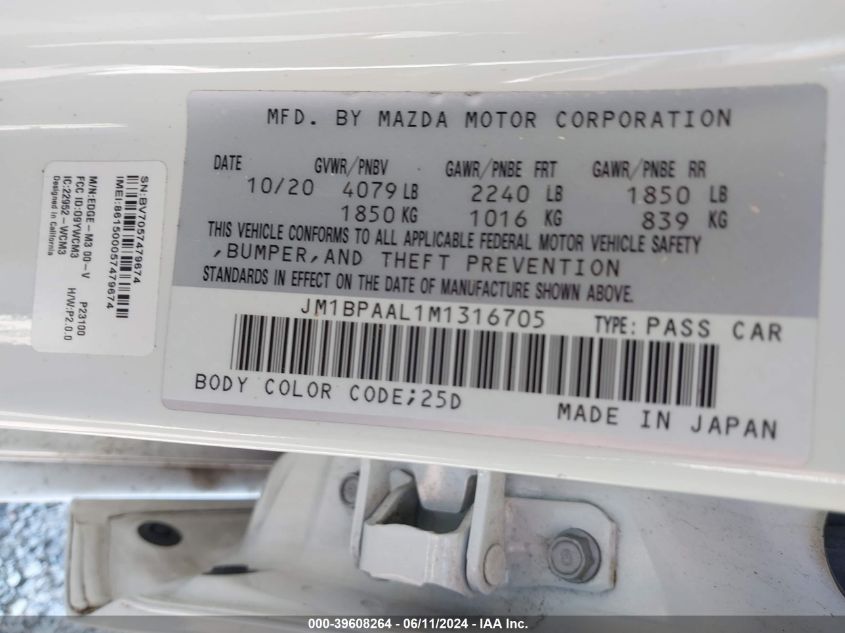 MFD. BY MAZDA MOTOR CORPORATION
DATE GVWR/PNBV GAWR/PNBE FRT GAWR/PNBE RR
10/20 4079 LB 2240 LB 1850 LB
1850 KG 1016 KG 839 KG
THIS VEHICLE CONFORMS TO ALL APPLICABLE FEDERAL MOTOR VEHICLE SAFETY
,BUMPER,AND THEFT PREVENTION
STANDARDS IN EFFECT ON THE DATE OF MANUFACTURE SHOWN ABOVE.
JM1BPAAL1M1316705 TYPE: PASS CAR
BODY COLOR CODE;25D
MADE IN JAPAN
SN:BV7057479674
IMEI:861500057479674
M/N:EDGE-M3 00-V P23100
FCC ID:O9YWCM3 H/W:P2.0.0
IC:22952-WCM3
Designed in California
000-39608264 - 06/11/2024 - IAA Inc.